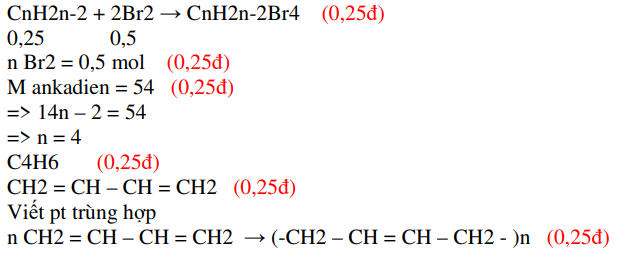 CnH2n-2 + 2Br2 → CnH2n-2Br4 (0,25đ)
0,25 0,5
n Br2 = 0,5 mol (0,25đ)
M ankadien = 54 (0,25đ)
=> 14n – 2 = 54
=> n = 4
C4H6 (0,25đ)
CH2 = CH – CH = CH2 (0,25đ)
Viết pt trùng hợp
n CH2 = CH – CH = CH2 → (-CH2 – CH = CH – CH2 - )n (0,25đ)